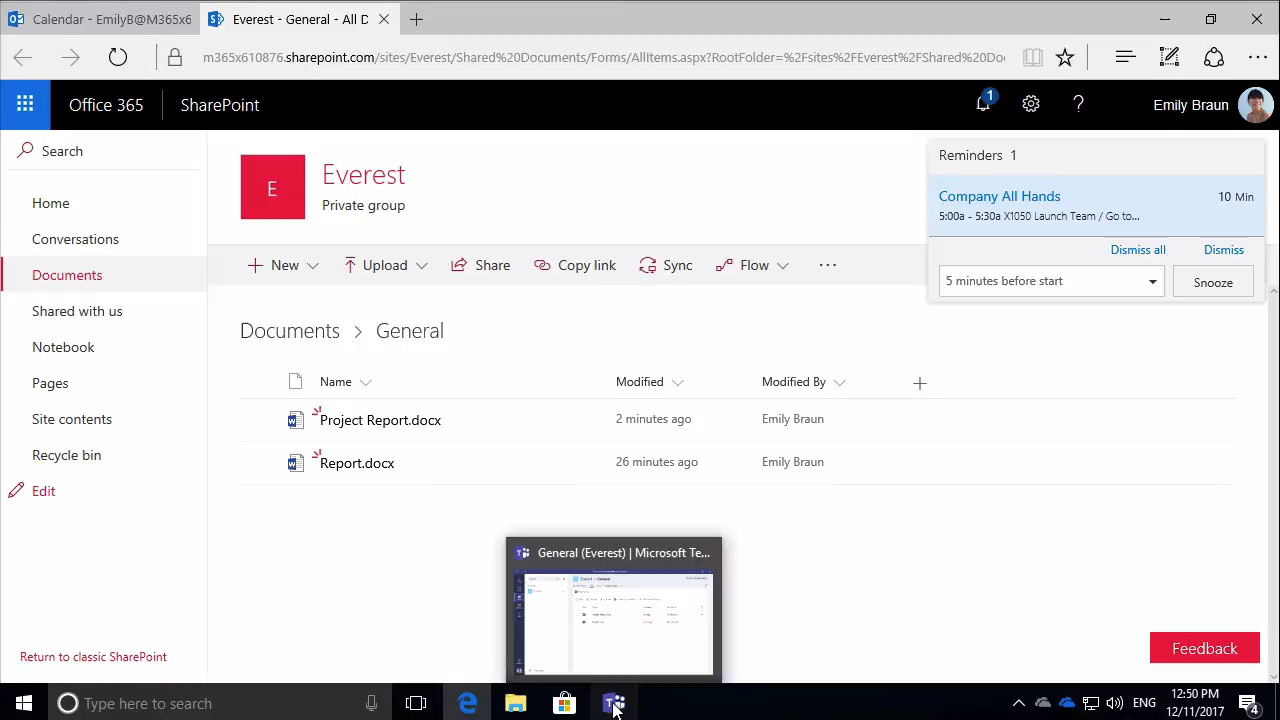 Calendar - EmilyB@M365x6
Everest - General - All D
m365x610876.sharepoint.com/sites/Everest/Shared%20Documents/Forms/AllItems.aspx?RootFolder=%2Fsites%2FEverest%2FShared%20Do
Office 365
SharePoint
1
?
Emily Braun
Search
Home
Conversations
Documents
Shared with us
Notebook
Pages
Site contents
Recycle bin
Edit
Return to classic SharePoint
E
Everest
Private group
New
Upload
Share
Copy link
Sync
Flow
Reminders 1
Company All Hands 10 Min
5:00a - 5:30a X1050 Launch Team / Go to...
Dismiss all Dismiss
5 minutes before start Snooze
Documents > General
Name Modified Modified By
Project Report.docx 2 minutes ago Emily Braun
Report.docx 26 minutes ago Emily Braun
General (Everest) | Microsoft Te...
Feedback
Type here to search
ENG
12:50 PM
12/11/2017
4